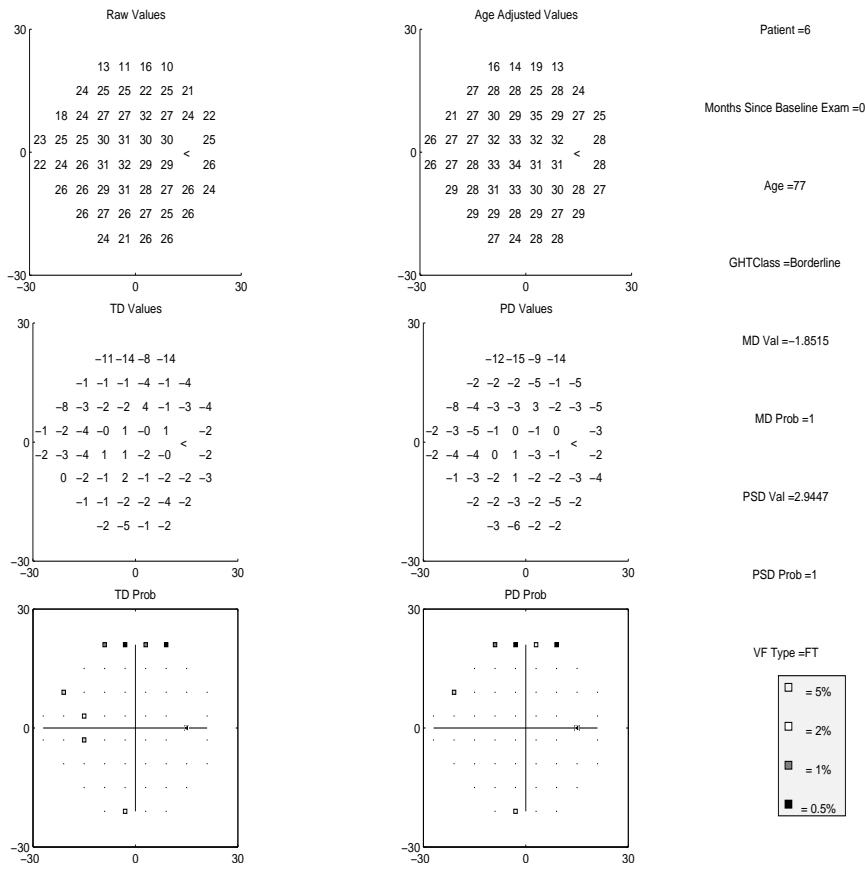 Raw Values
30
13 11 16 10
24 25 25 22 25 21
18 24 27 27 32 27 24 22
23 25 25 30 31 30 30 25
0 <
22 24 26 31 32 29 29 26
26 26 29 31 28 27 26 24
26 27 26 27 25 26
24 21 26 26
−30
0 30
Age Adjusted Values
30
16 14 19 13
27 28 28 25 28 24
21 27 30 29 35 29 27 25
26 27 27 32 33 32 32 28
0 <
26 27 28 33 34 31 31 28
29 28 31 33 30 30 28 27
29 29 28 29 27 29
27 24 28 28
−30
−30 0 30
Patient =6
Months Since Baseline Exam =0
Age =77
GHTClass =Borderline
MD Val =−1.8515
MD Prob =1
PSD Val =2.9447
PSD Prob =1
VF Type =FT
TD Values
30
−11 −14 −8 −14
−1 −1 −1 −4 −1 −4
−8 −3 −2 −2 4 −1 −3 −4
−1 −2 −4 −0 1 −0 1 −2
0 <
−2 −3 −4 1 1 −2 −0 −2
0 −2 −1 2 −1 −2 −2 −3
−1 −1 −2 −2 −4 −2
−2 −5 −1 −2
−30
−30 0 30
PD Values
30
−12 −15 −9 −14
−2 −2 −2 −5 −1 −5
−8 −4 −3 −3 3 −2 −3 −5
−2 −3 −5 −1 0 −1 0 −3
0 <
−2 −4 −4 0 1 −3 −1 −2
−1 −3 −2 1 −2 −2 −3 −4
−2 −2 −3 −2 −5 −2
−3 −6 −2 −2
−30
−30 0 30
TD Prob
30
0
−30
−30 0 30
PD Prob
30
0
−30
−30 0 30
= 5%
= 2%
= 1%
= 0.5%